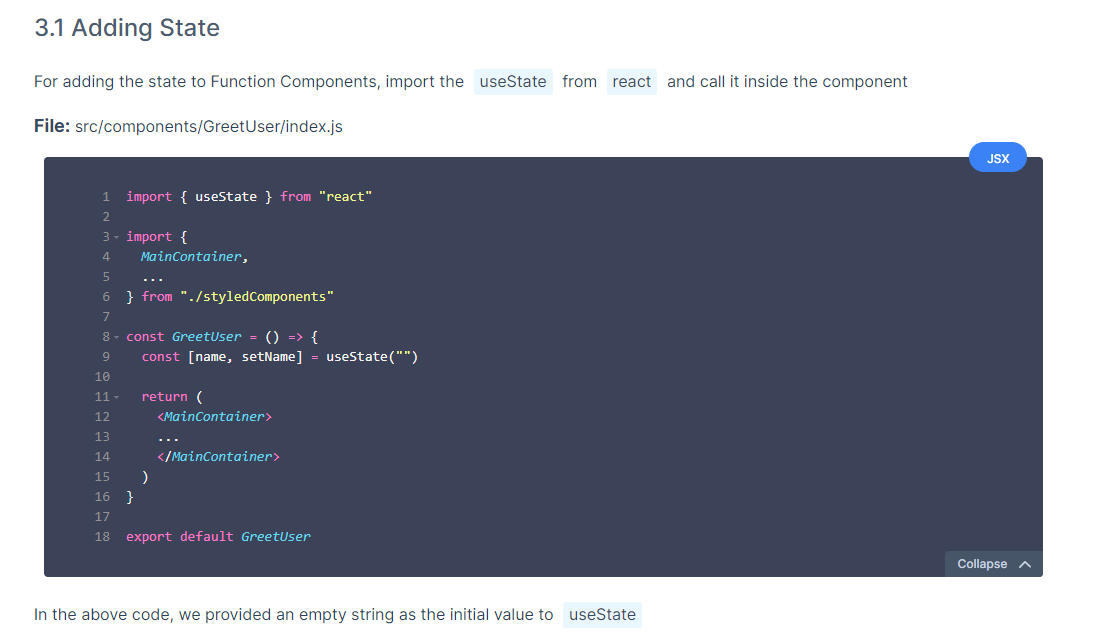 3.1 Adding State
For adding the state to Function Components, import the useState from react and call it inside the component
File: src/components/GreetUser/index.js
JSX
1 import { useState } from "react"
2
3 import {
4   MainContainer,
5   ...
6 } from "./styledComponents"
7
8 const GreetUser = () => {
9   const [name, setName] = useState("")
10
11   return (
12     <MainContainer>
13     ...
14     </MainContainer>
15   )
16 }
17
18 export default GreetUser
Collapse
In the above code, we provided an empty string as the initial value to useState